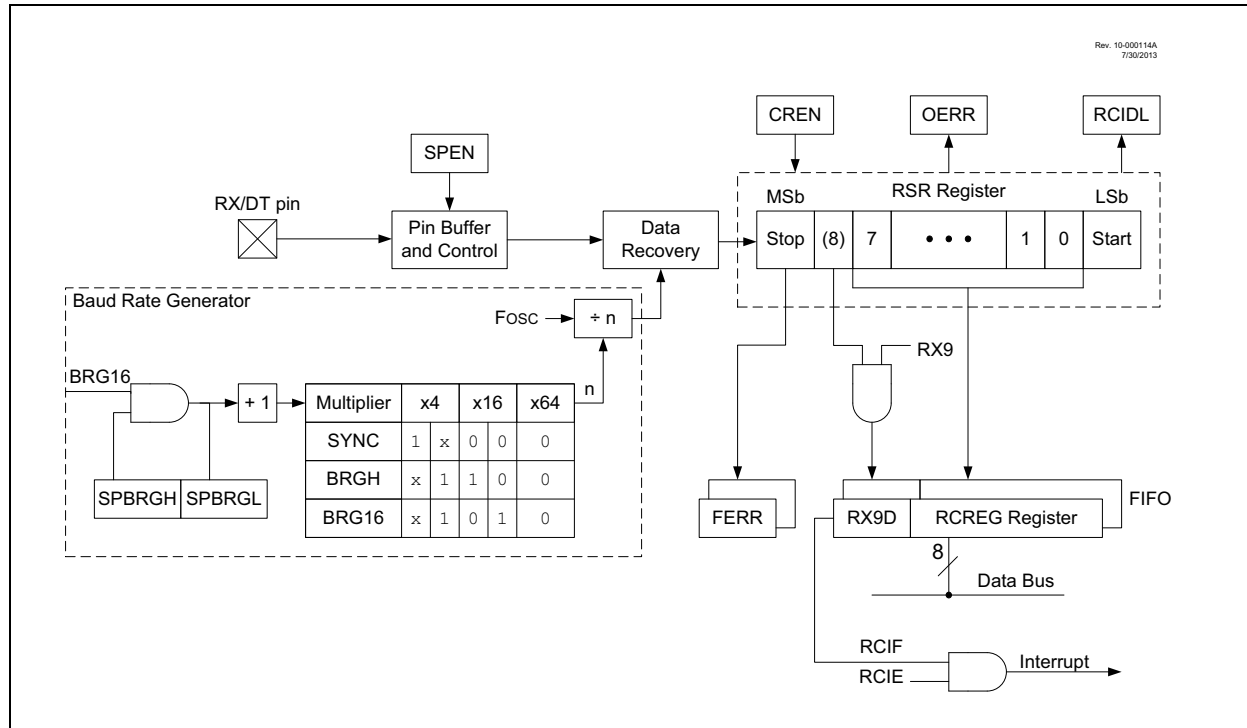 Rev. 10-000114A
7/30/2013
CREN
OERR
RCIDL
SPEN
RSR Register
MSb
LSb
RX/DT pin
Pin Buffer
and Control
Data
Recovery
Stop (8) 7 • • • 1 0 Start
Baud Rate Generator
FOSC
÷ n
RX9
BRG16
n
+ 1
Multiplier x4 x16 x64
SYNC 1 x 0 0 0
BRGH x 1 1 0 0
BRG16 x 1 0 1 0
SPBRGH SPBRGL
FERR
RX9D RCREG Register
FIFO
8
Data Bus
RCIF
RCIE
Interrupt